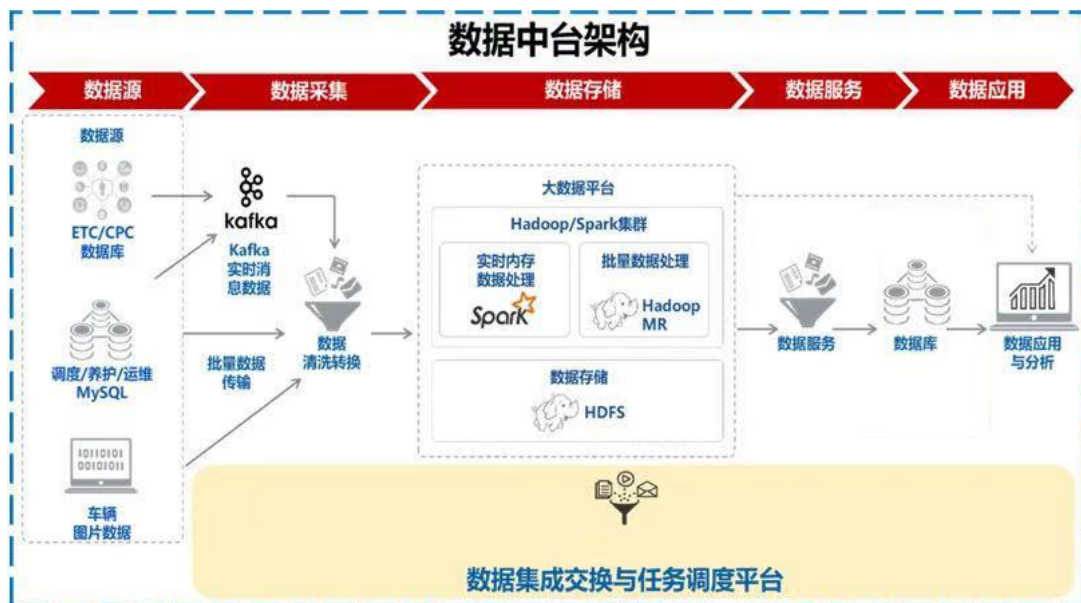 数据中台架构
数据源
数据采集
数据存储
数据服务
数据应用
数据源
ETC/CPC
数据库
调度/养护/运维
MySQL
10110101
00101011
车辆
图片数据
kafka
Kafka
实时消
息数据
批量数据
传输
数据
清洗转换
大数据平台
Hadoop/Spark集群
实时内存
数据处理
Spark
批量数据处理
Hadoop
MR
数据存储
HDFS
数据服务
数据库
数据应用
与分析
数据集成交换与任务调度平台